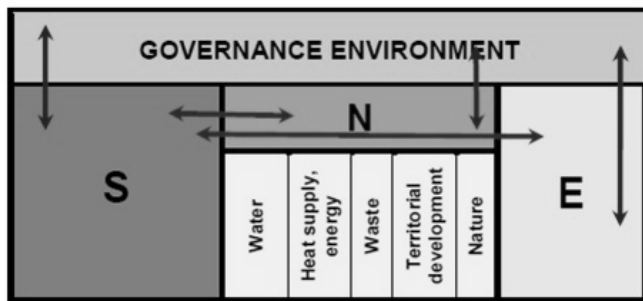 GOVERNANCE ENVIRONMENT
S
N
E
Water
Heat supply,
energy
Waste
Territorial
development
Nature